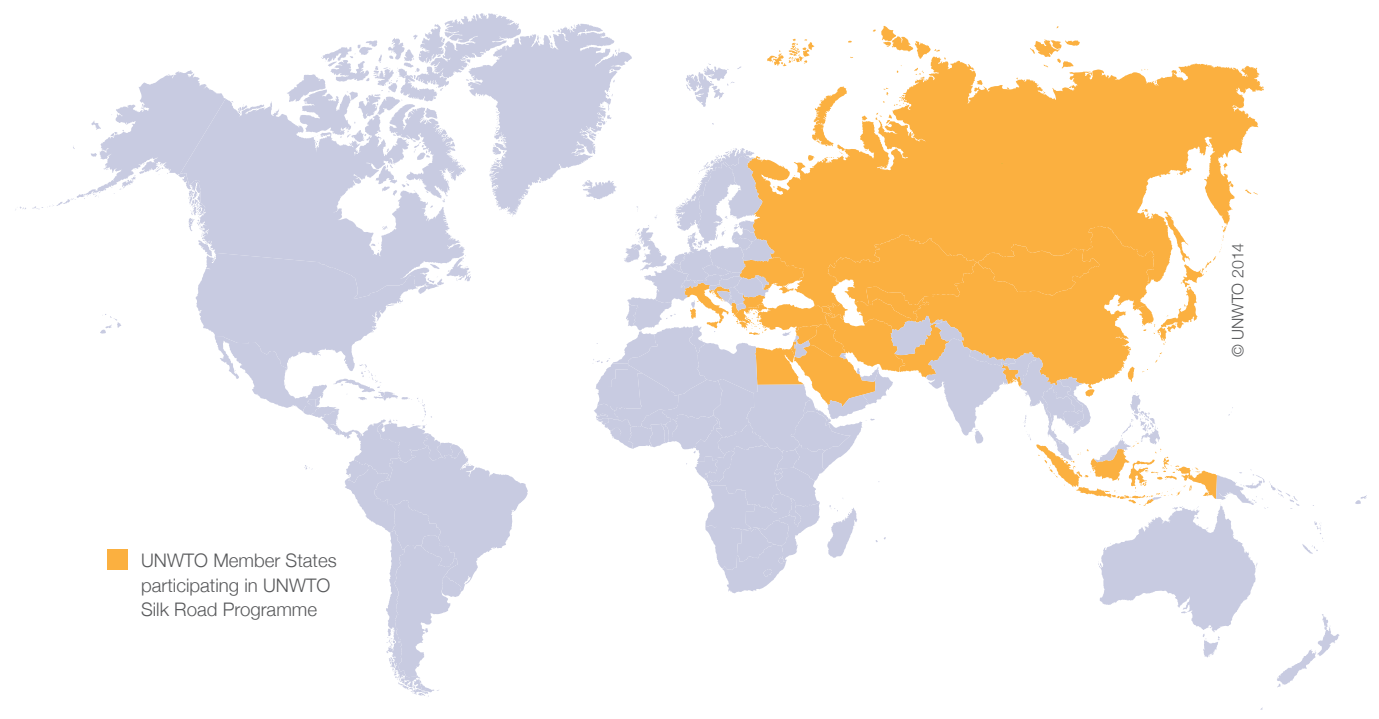 © UNWTO 2014
UNWTO Member States
participating in UNWTO
Silk Road Programme